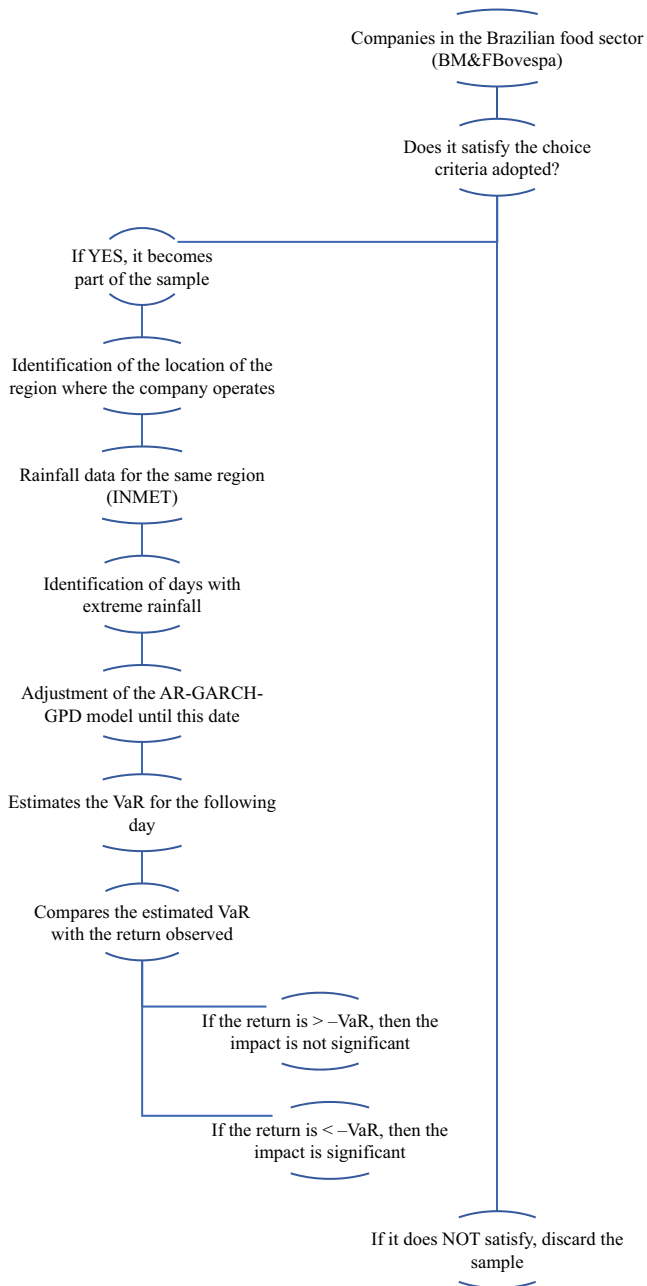 Companies in the Brazilian food sector
(BM&FBovespa)
Does it satisfy the choice
criteria adopted?
If YES, it becomes
part of the sample
Identification of the location of the
region where the company operates
Rainfall data for the same region
(INMET)
Identification of days with
extreme rainfall
Adjustment of the AR-GARCH-
GPD model until this date
Estimates the VaR for the following
day
Compares the estimated VaR
with the return observed
If the return is > –VaR, then the
impact is not significant
If the return is < –VaR, then the
impact is significant
If it does NOT satisfy, discard the
sample